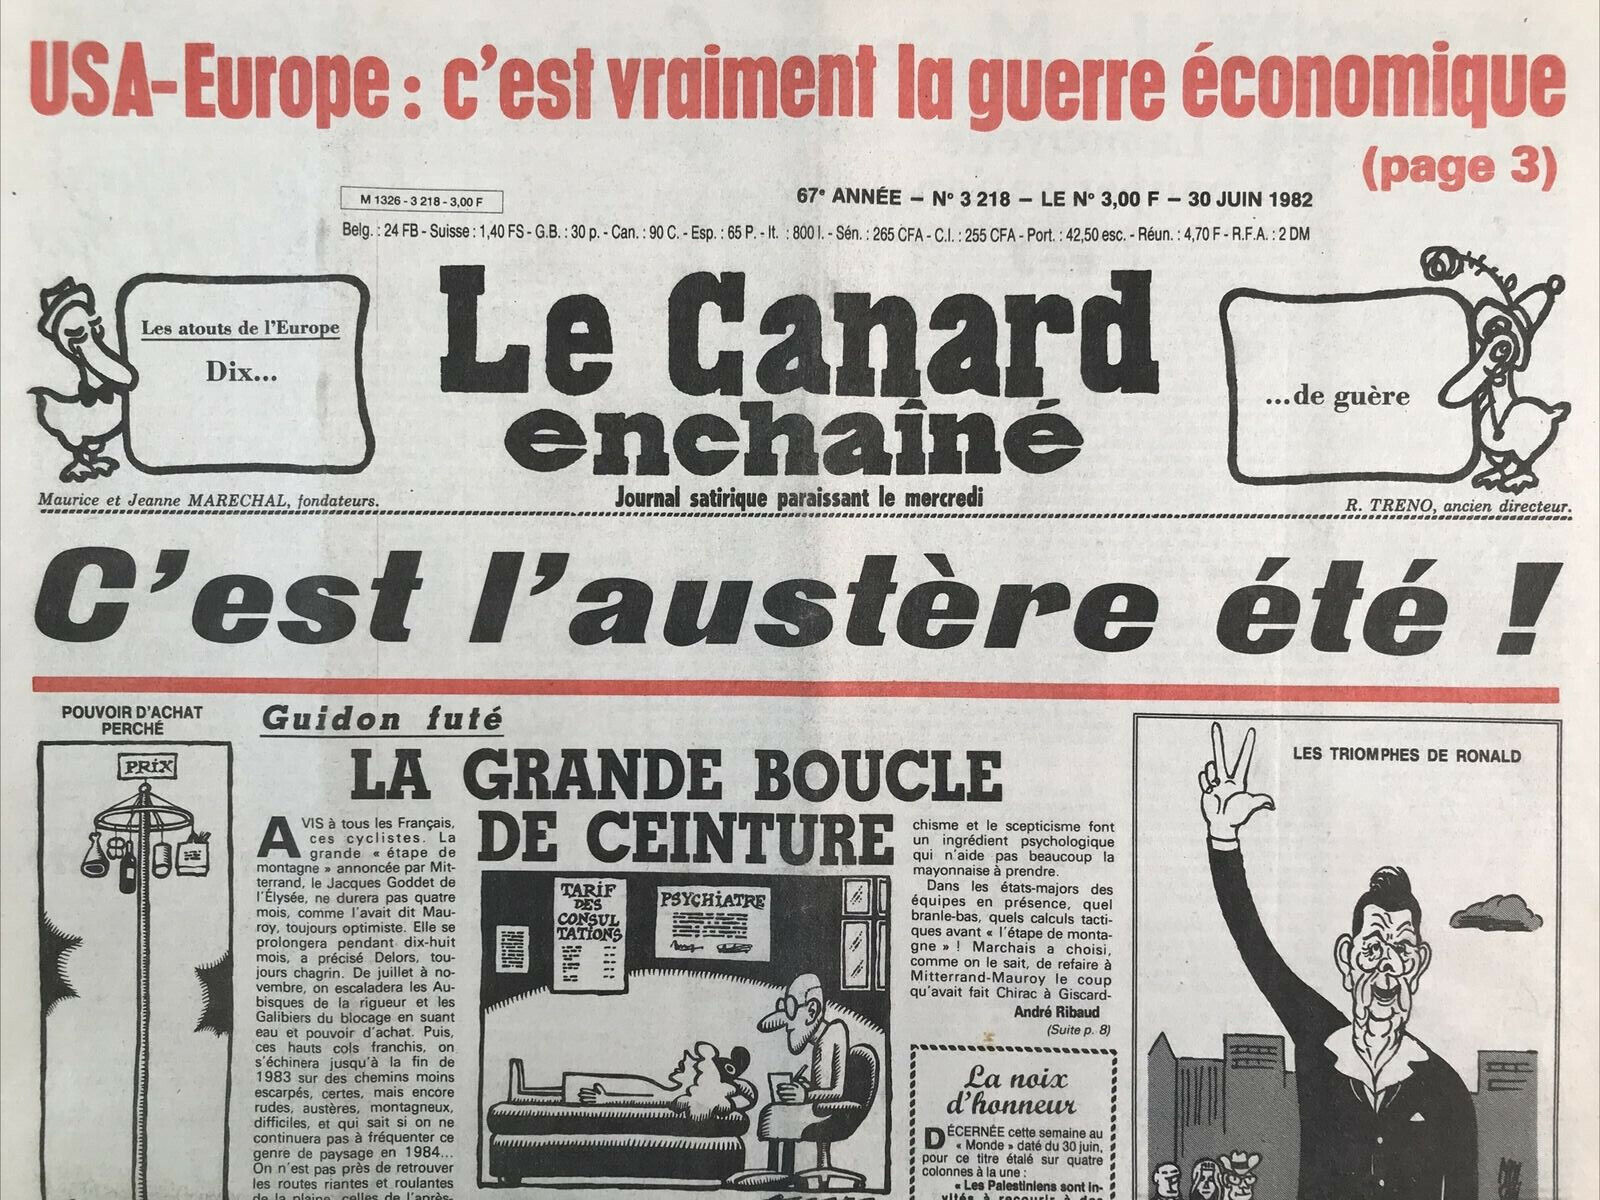 USA-Europe : c'est vraiment la guerre économique
(page 3)
M 1326 - 3 218 - 3,00 F
67e ANNÉE – No 3 218 – LE No 3,00 F – 30 JUIN 1982
Belg. : 24 FB - Suisse : 1,40 FS - G.B. : 30 p. - Can. : 90 C. - Esp. : 65 P. - It. : 800 l. - Sén. : 265 CFA - C.I. : 255 CFA - Port. : 42,50 esc. - Réun. : 4,70 F - R.F.A. : 2 DM
Les atouts de l'Europe
Dix...
Le Canard
enchaîné
...de guère
Journal satirique paraissant le mercredi
Maurice et Jeanne MARECHAL, fondateurs.
R. TRENO, ancien directeur.
C'est l'austère été !
POUVOIR D'ACHAT
PERCHÉ
PRIX
Guidon futé
LA GRANDE BOUCLE
DE CEINTURE
AVIS à tous les Français,
ces cyclistes. La
grande « étape de
montagne » annoncée par Mit-
terrand, le Jacques Goddet de
l'Élysée, ne durera pas quatre
mois, comme l'avait dit Mau-
roy, toujours optimiste. Elle se
prolongera pendant dix-huit
mois, a précisé Delors, tou-
jours chagrin. De juillet à no-
vembre, on escaladera les Au-
bisques de la rigueur et les
Galibiers du blocage en suant
eau et pouvoir d'achat. Puis,
ces hauts cols franchis, on
s'échinera jusqu'à la fin de
1983 sur des chemins moins
escarpés, certes, mais encore
rudes, austères, montagneux,
difficiles, et qui sait si on ne
continuera pas à fréquenter ce
genre de paysage en 1984...
On n'est pas près de retrouver
les routes riantes et roulantes
de la plaine, celles de l'après-
TARIF
DES
CONSUL
TATIONS
PSYCHIATRE
chisme et le scepticisme font
un ingrédient psychologique
qui n'aide pas beaucoup la
mayonnaise à prendre.
Dans les états-majors des
équipes en présence, quel
branle-bas, quels calculs tacti-
ques avant « l'étape de monta-
gne » ! Marchais a choisi,
comme on le sait, de refaire à
Mitterrand-Mauroy le coup
qu'avait fait Chirac à Giscard-
André Ribaud
(Suite p. 8)
La noix
d'honneur
DÉCERNÉE cette semaine au
« Monde » daté du 30 juin,
pour ce titre étalé sur quatre
colonnes à la une :
« Les Palestiniens sont in-
vités à recourir à des
LES TRIOMPHES DE RONALD